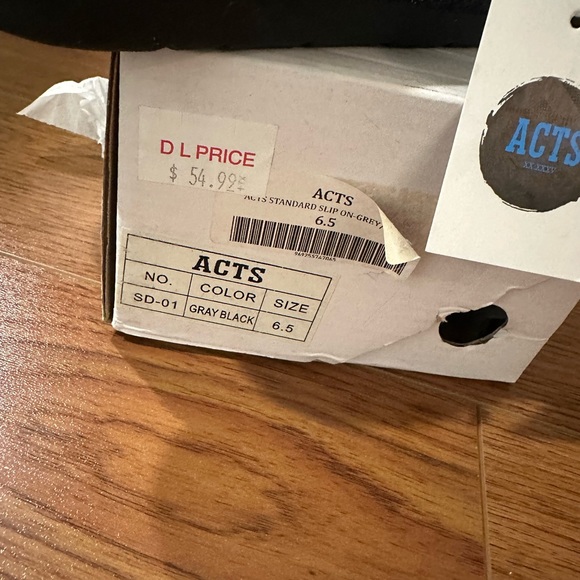 D L PRICE
$ 54.99
ACTS
ACTS STANDARD SLIP ON-GREY
6.5
ACTS
NO. COLOR SIZE
SD-01 GRAY BLACK 6.5
ACTS